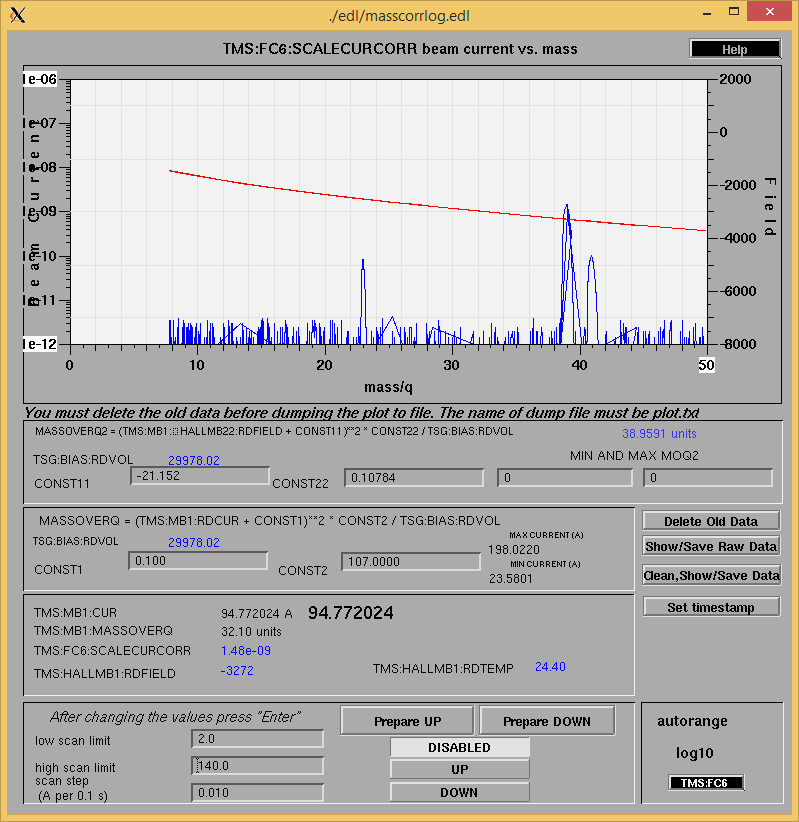 ./edl/masscorrlog.edl
TMS:FC6:SCALECURCORR beam current vs. mass
Help
1e-06
1e-07
1e-08
1e-09
1e-10
1e-11
1e-12
Beam Current
2000
0
-2000
-4000
-6000
-8000
Field
0 10 20 30 40 50
mass/q
You must delete the old data before dumping the plot to file. The name of dump file must be plot.txt
MASSOVERQ2 = (TMS:MB1: HALLMB22:RDFIELD + CONST11)**2 * CONST22 / TSG:BIAS:RDVOL
38.9591 units
TSG:BIAS:RDVOL 29978.02
MIN AND MAX MOQ2
CONST11 -21.152 CONST22 0.10784 0 0
MASSOVERQ = (TMS:MB1:RDCUR + CONST1)**2 * CONST2 / TSG:BIAS:RDVOL
TSG:BIAS:RDVOL 29978.02
MAX CURRENT (A)
198.0220
MIN CURRENT (A)
23.5801
CONST1 0.100 CONST2 107.0000
Delete Old Data
Show/Save Raw Data
Clean,Show/Save Data
Set timestamp
TMS:MB1:CUR 94.772024 A 94.772024
TMS:MB1:MASSOVERQ 32.10 units
TMS:FC6:SCALECURCORR 1.48e-09
TMS:HALLMB1:RDFIELD -3272
TMS:HALLMB1:RDTEMP 24.40
After changing the values press "Enter"
low scan limit 2.0
high scan limit 140.0
scan step
(A per 0.1 s) 0.010
Prepare UP Prepare DOWN
DISABLED
UP
DOWN
autorange
log10
TMS:FC6